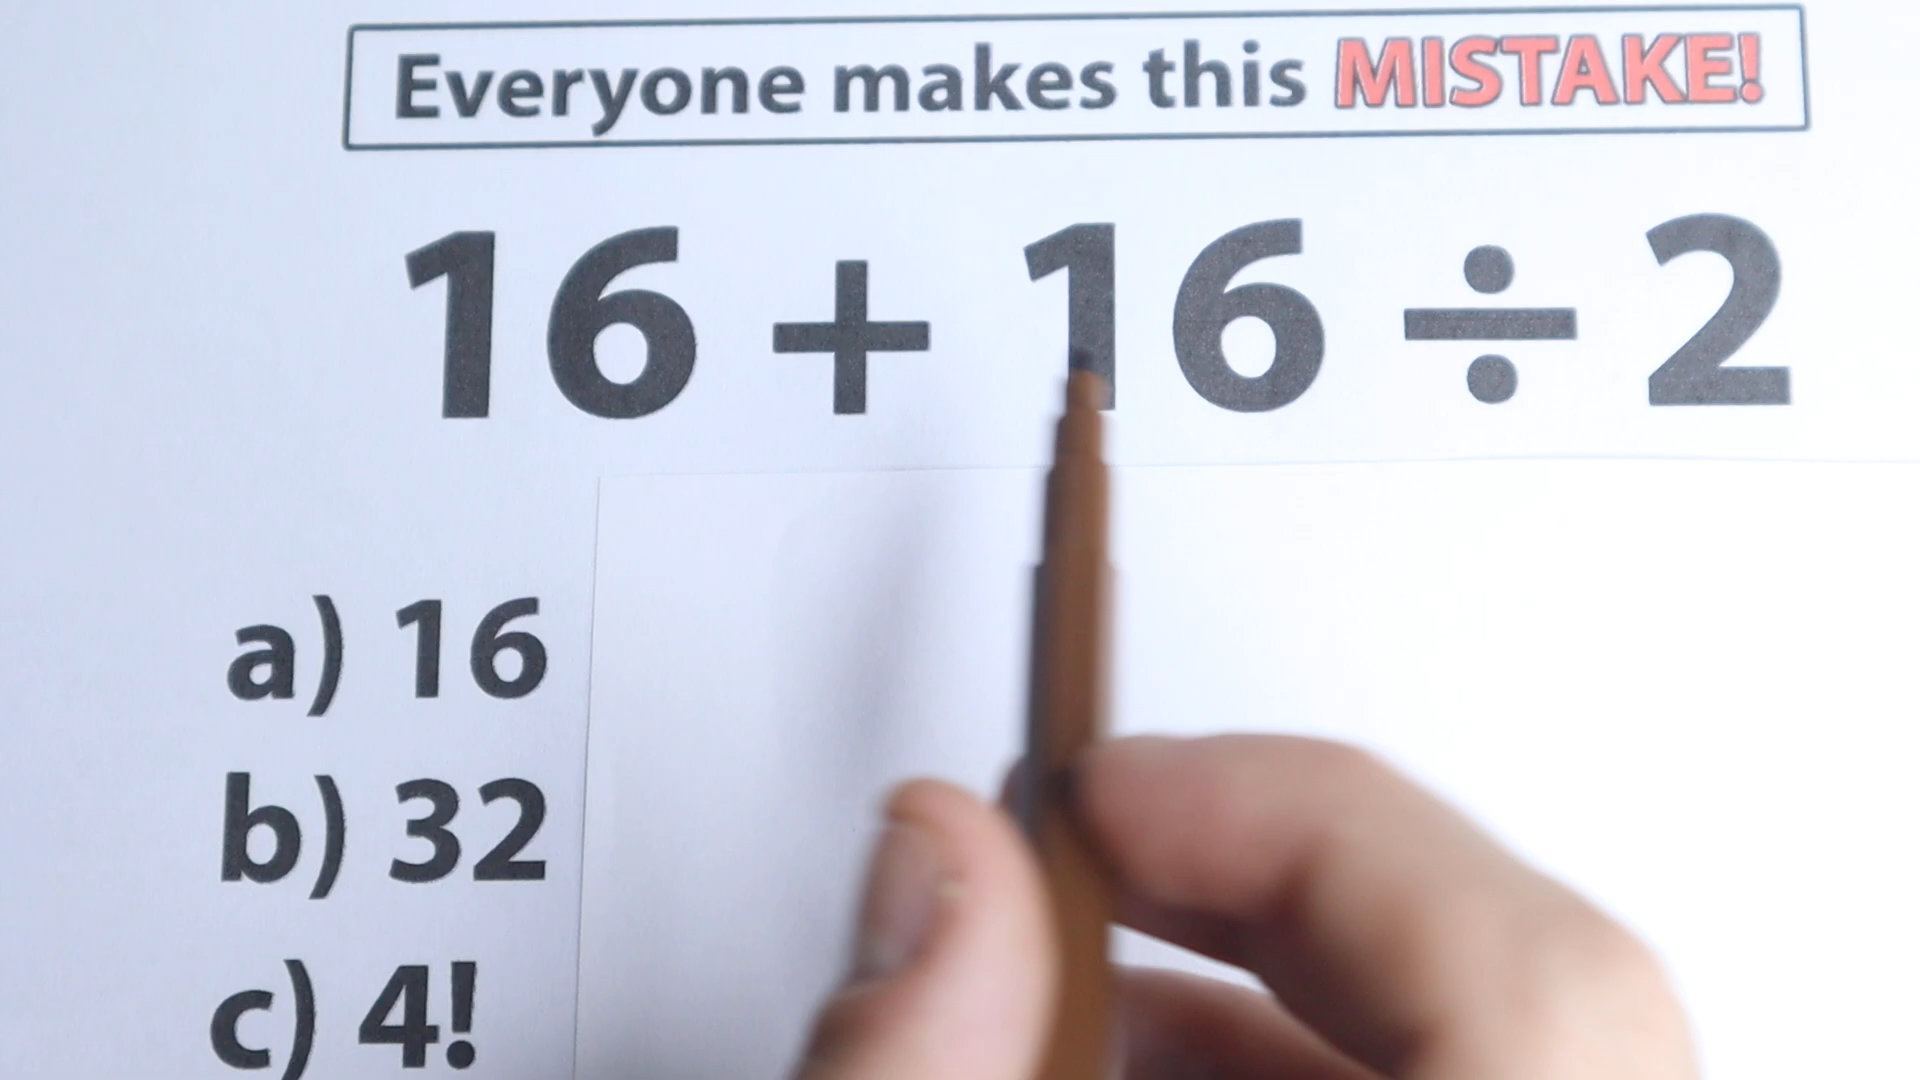 Everyone makes this MISTAKE!
16 + 16 ÷ 2
a) 16
b) 32
c) 4!